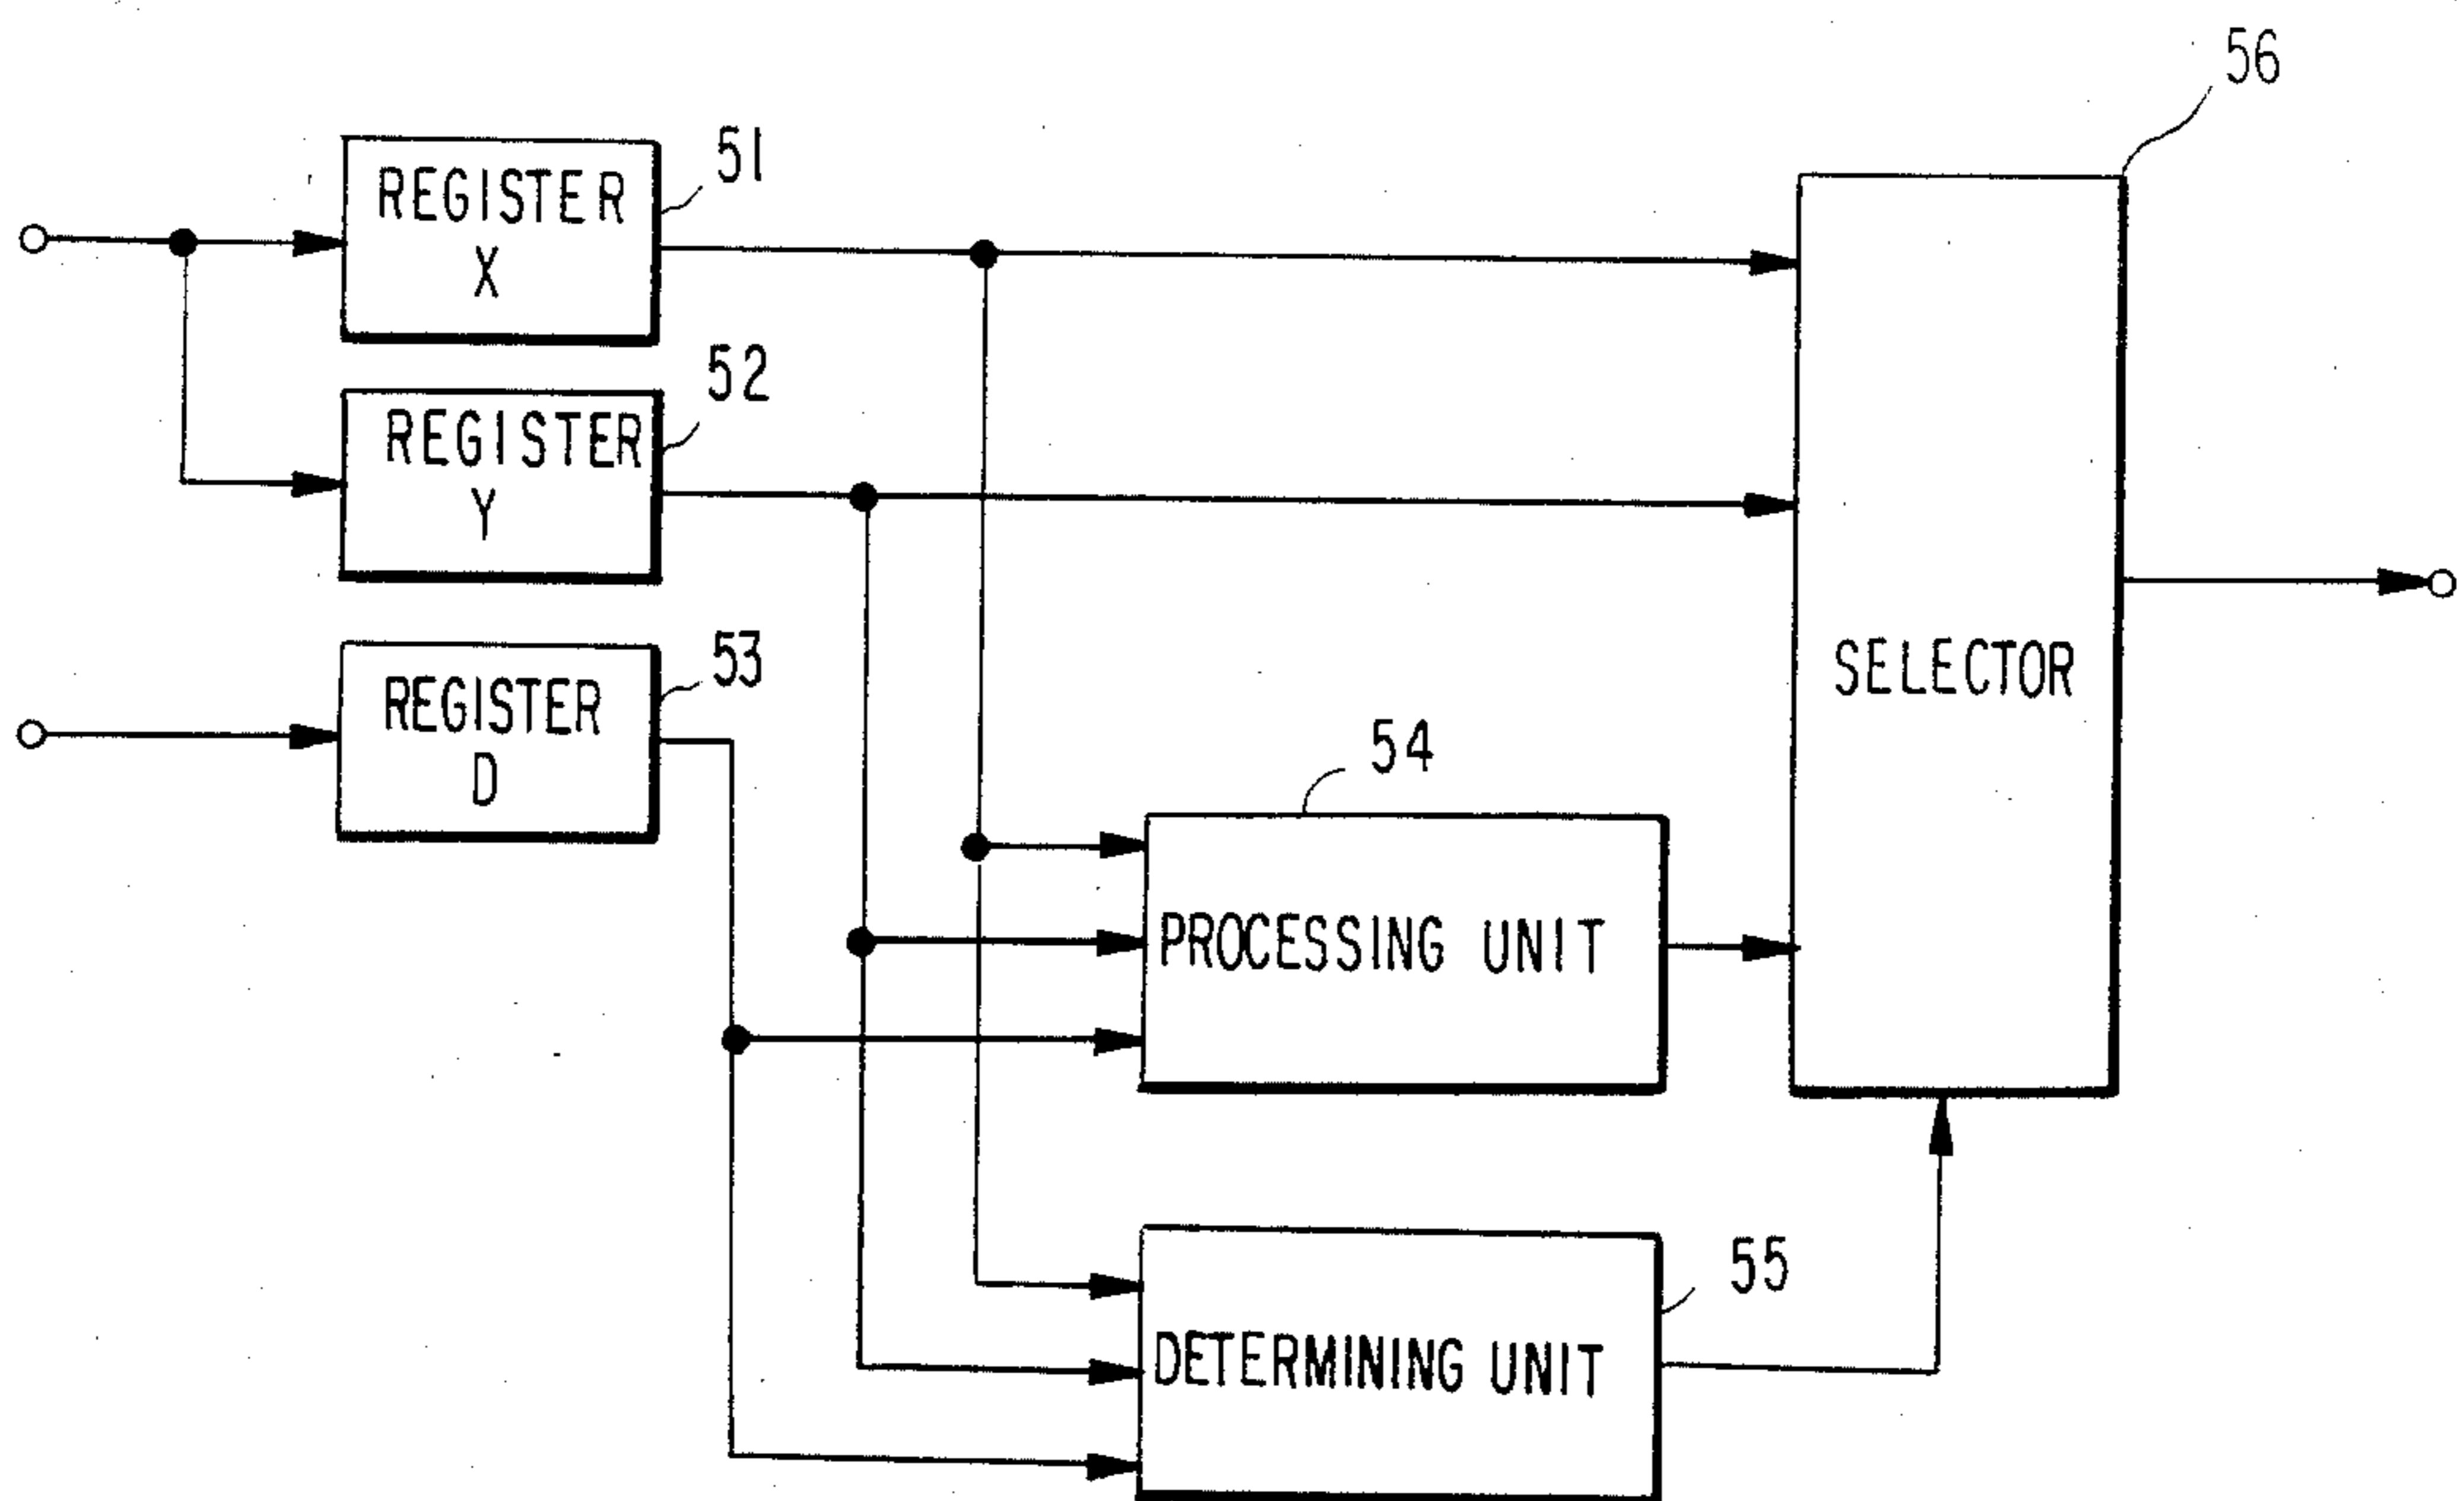 56
51
REGISTER
X
52
REGISTER
Y
53
REGISTER
D
SELECTOR
54
PROCESSING UNIT
55
DETERMINING UNIT